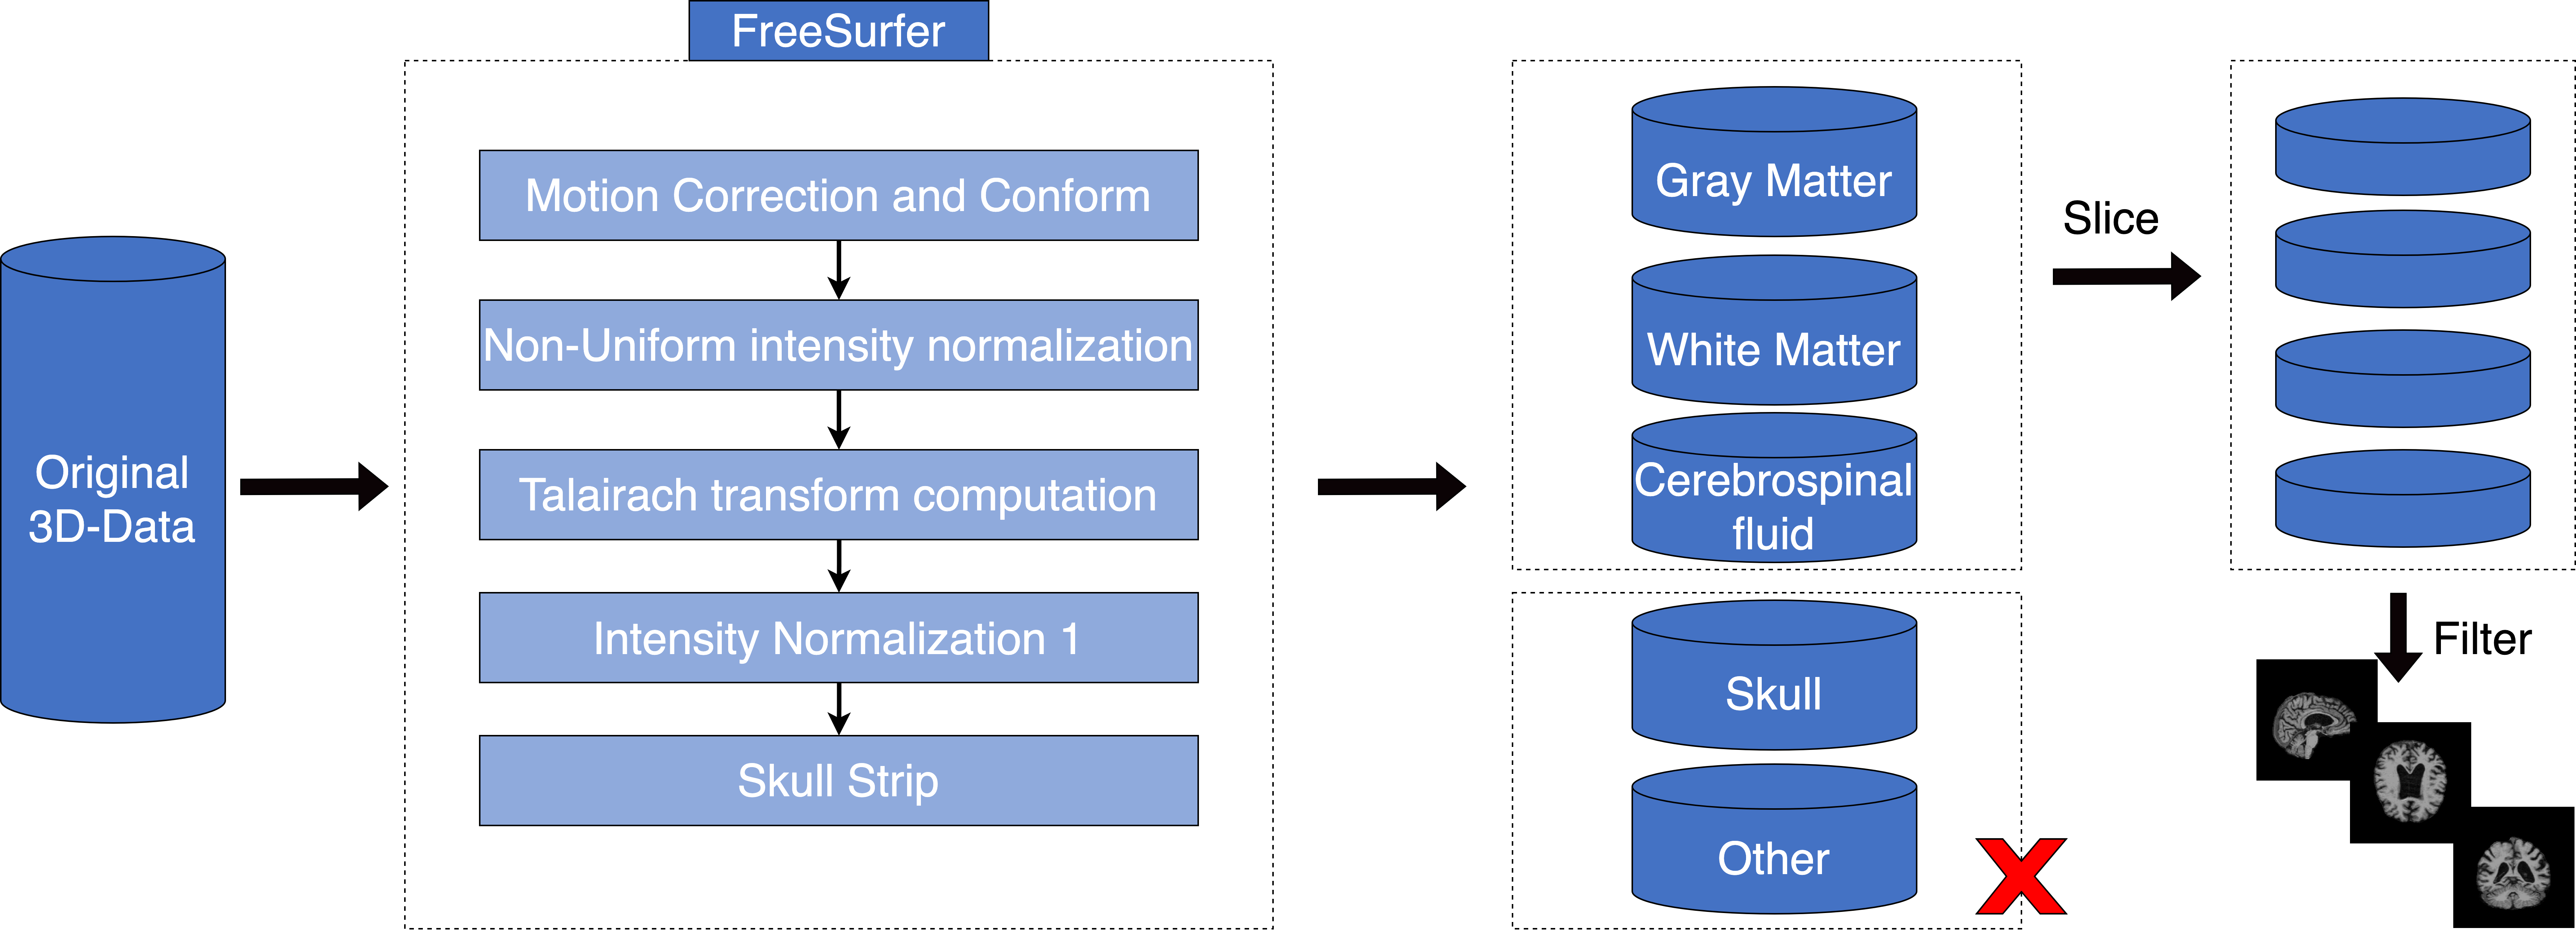 FreeSurfer
Original
3D-Data
Motion Correction and Conform
Non-Uniform intensity normalization
Talairach transform computation
Intensity Normalization 1
Skull Strip
Gray Matter
White Matter
Cerebrospinal
fluid
Skull
Other
Slice
Filter